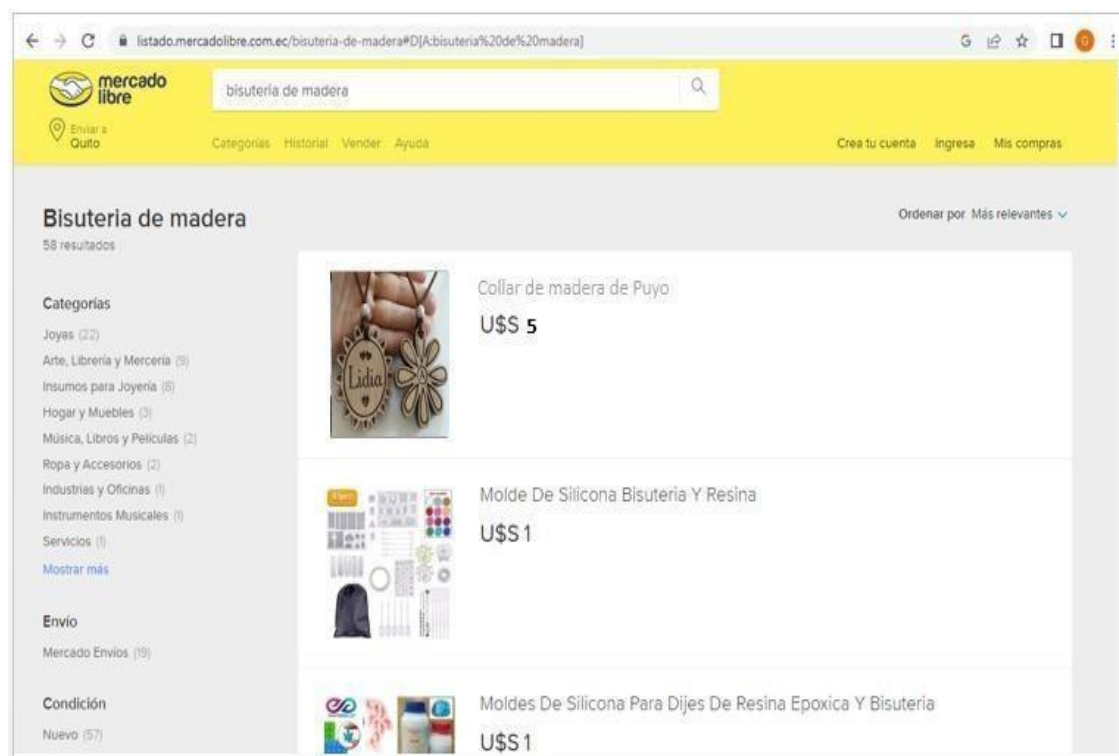 listado.mercadolibre.com.ec/bisuteria-de-madera#D[A:bisuteria%20de%20madera]
mercado
libre
bisutería de madera
Enviar a
Quito
Categorías Historial Vender Ayuda
Crea tu cuenta Ingresa Mis compras
Bisuteria de madera
58 resultados
Ordenar por Más relevantes
Categorías
Joyas (22)
Arte, Librería y Mercería (9)
Insumos para Joyería (8)
Hogar y Muebles (3)
Música, Libros y Películas (2)
Ropa y Accesorios (2)
Industrias y Oficinas (1)
Instrumentos Musicales (1)
Servicios (1)
Mostrar más
Envío
Mercado Envíos (19)
Condición
Nuevo (57)
Lidia
A
Collar de madera de Puyo
U$S 5
Molde De Silicona Bisuteria Y Resina
U$S 1
Moldes De Silicona Para Dijes De Resina Epoxica Y Bisuteria
U$S 1